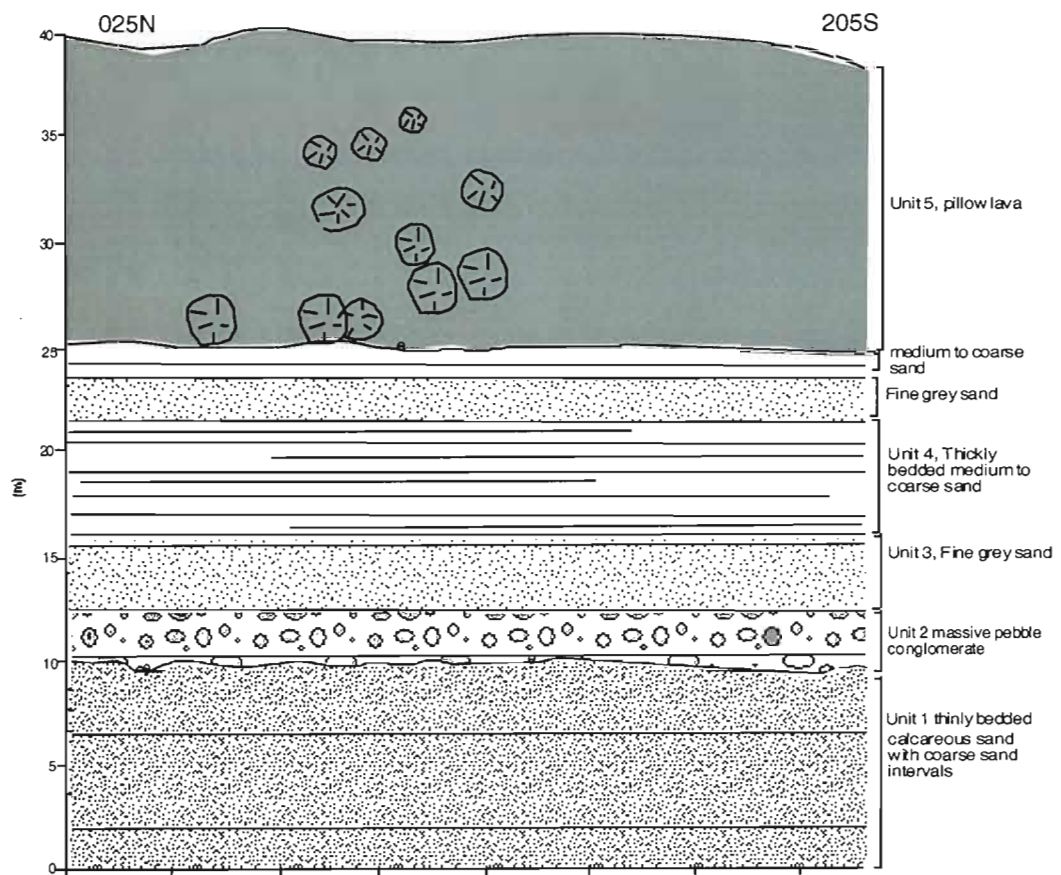 025N
205S
40
35
30
25
20
15
10
5
0
(m)
Unit 5, pillow lava
medium to coarse
sand
Fine grey sand
Unit 4, Thickly
bedded medium to
coarse sand
Unit 3, Fine grey sand
Unit 2 massive pebble
conglomerate
Unit 1 thinly bedded
calcareous sand
with coarse sand
intervals